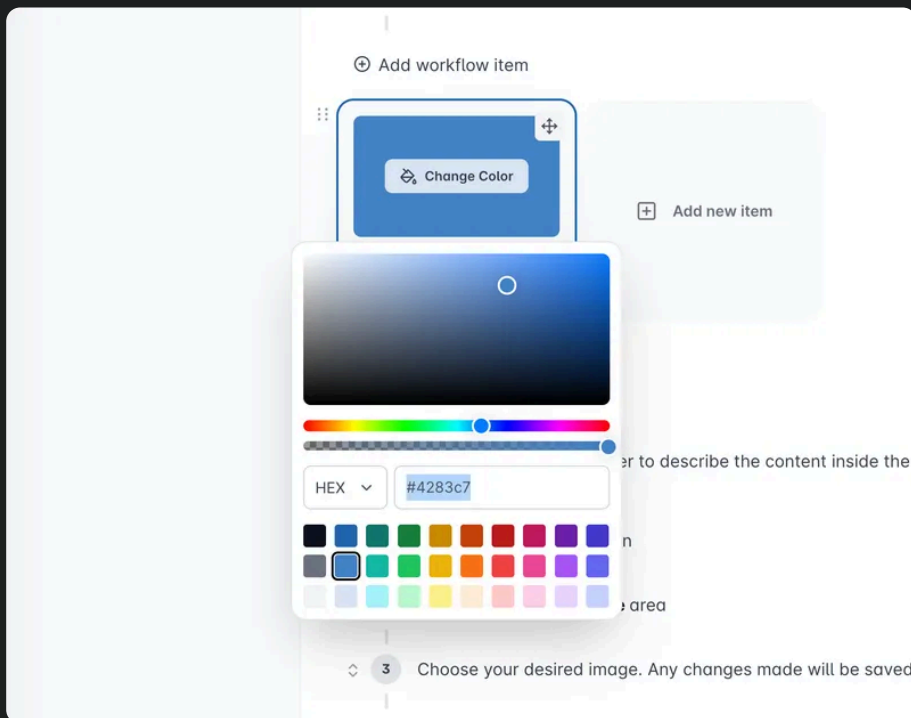 Add workflow item
Change Color
Add new item
er to describe the content inside the
HEX
#4283c7
n
e area
3
Choose your desired image. Any changes made will be saved